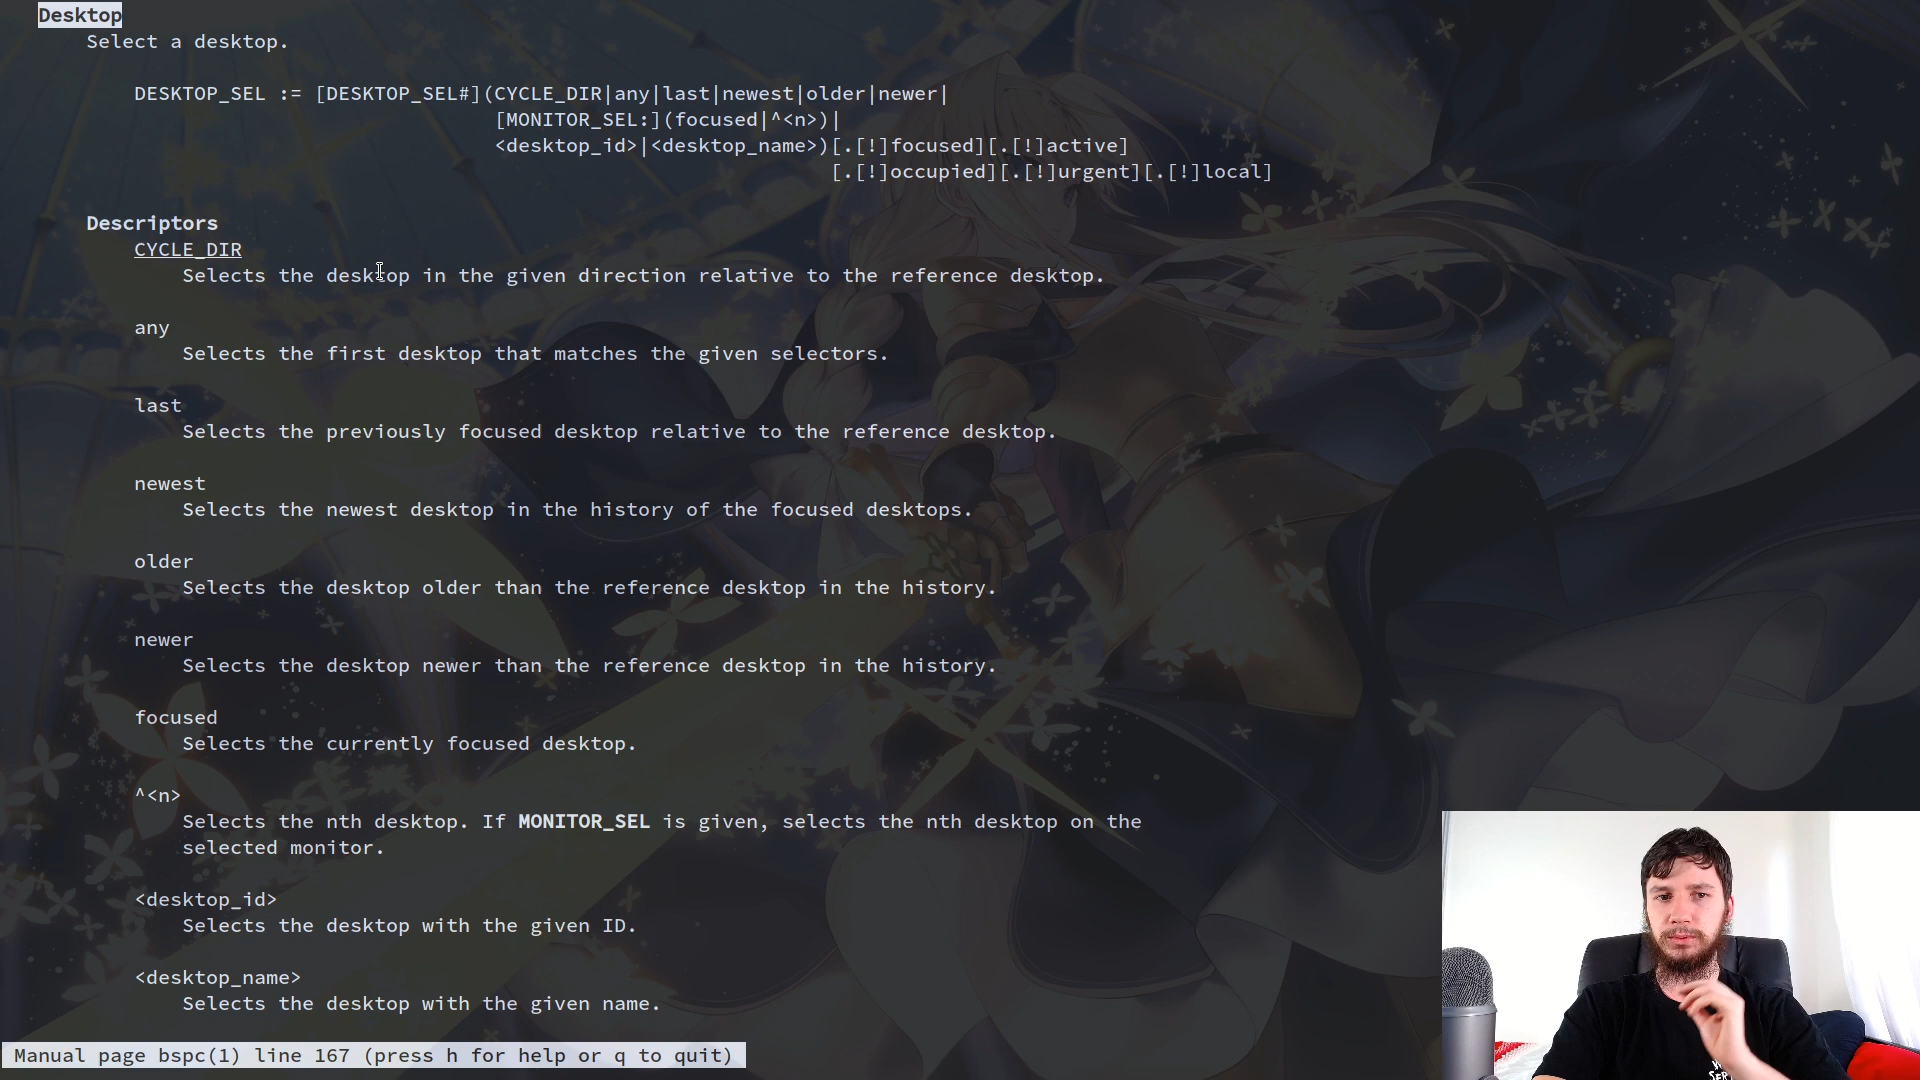 Desktop
Select a desktop.
DESKTOP_SEL := [DESKTOP_SEL#](CYCLE_DIR|any|last|newest|older|newer|
[MONITOR_SEL:](focused|^<n>)|
<desktop_id>|<desktop_name>)[.[!]focused][.[!]active]
[.[!]occupied][.[!]urgent][.[!]local]
Descriptors
CYCLE_DIR
Selects the desktop in the given direction relative to the reference desktop.
any
Selects the first desktop that matches the given selectors.
last
Selects the previously focused desktop relative to the reference desktop.
newest
Selects the newest desktop in the history of the focused desktops.
older
Selects the desktop older than the reference desktop in the history.
newer
Selects the desktop newer than the reference desktop in the history.
focused
Selects the currently focused desktop.
^<n>
Selects the nth desktop. If MONITOR_SEL is given, selects the nth desktop on the
selected monitor.
<desktop_id>
Selects the desktop with the given ID.
<desktop_name>
Selects the desktop with the given name.
Manual page bspc(1) line 167 (press h for help or q to quit)